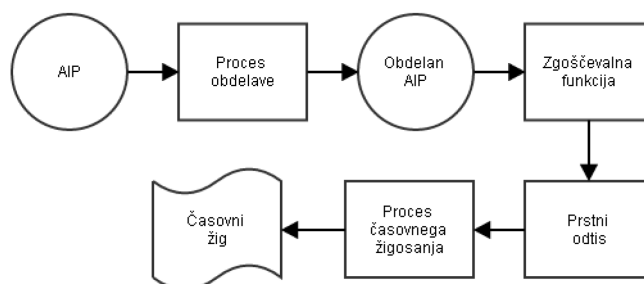 AIP
Proces
obdelave
Obdelan
AIP
Zgoščevalna
funkcija
Prstni
odtis
Proces
časovnega
žigosanja
Časovni
žig